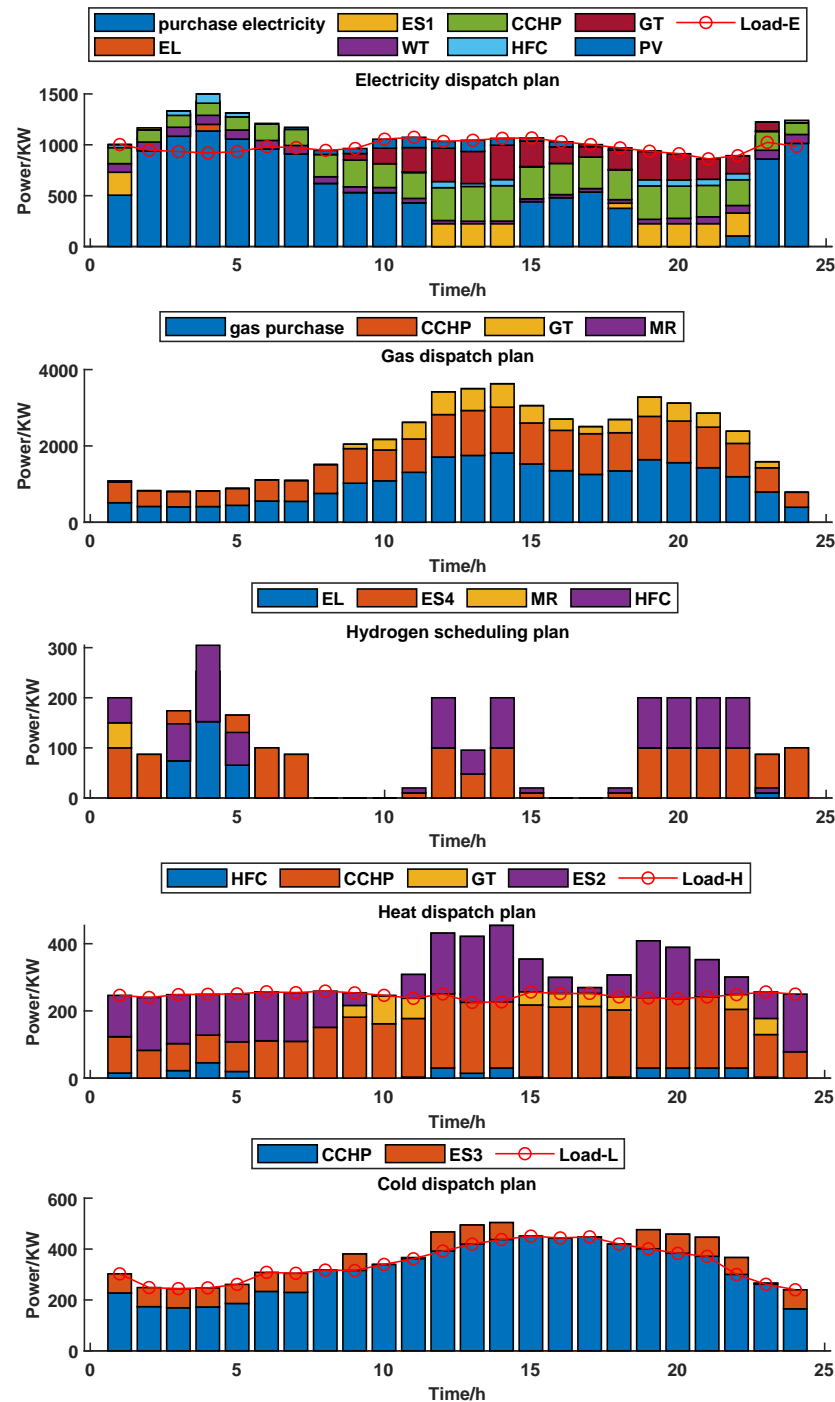 purchase electricity ES1 CCHP GT Load-E
EL WT HFC PV
Electricity dispatch plan
1500
1000
500
0
Power/KW
0 5 10 15 20 25
Time/h
gas purchase CCHP GT MR
Gas dispatch plan
4000
2000
0
Power/KW
0 5 10 15 20 25
Time/h
EL ES4 MR HFC
Hydrogen scheduling plan
300
200
100
0
Power/KW
0 5 10 15 20 25
Time/h
HFC CCHP GT ES2 Load-H
Heat dispatch plan
400
200
0
Power/KW
0 5 10 15 20 25
Time/h
CCHP ES3 Load-L
Cold dispatch plan
600
400
200
0
Power/KW
0 5 10 15 20 25
Time/h